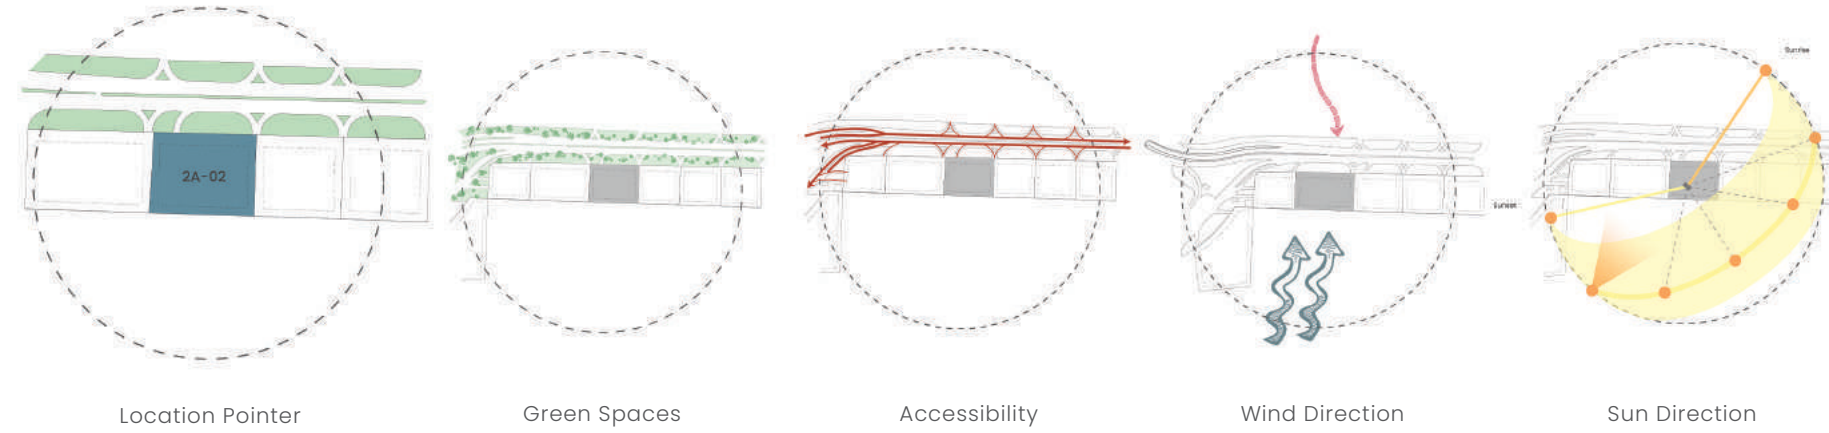 Sunrise
2A-02
Sunset
Location Pointer
Green Spaces
Accessibility
Wind Direction
Sun Direction